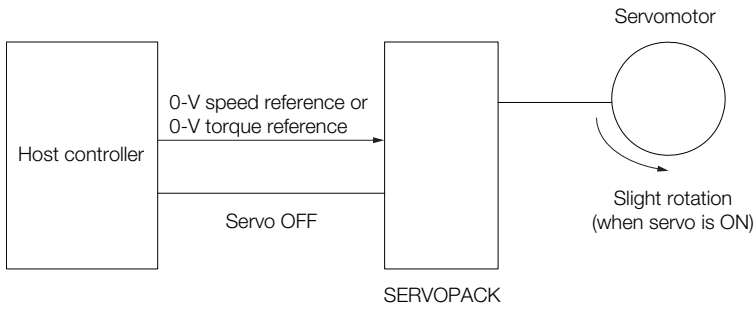 Servomotor
0-V speed reference or
0-V torque reference
Host controller
Servo OFF
Slight rotation
(when servo is ON)
SERVOPACK